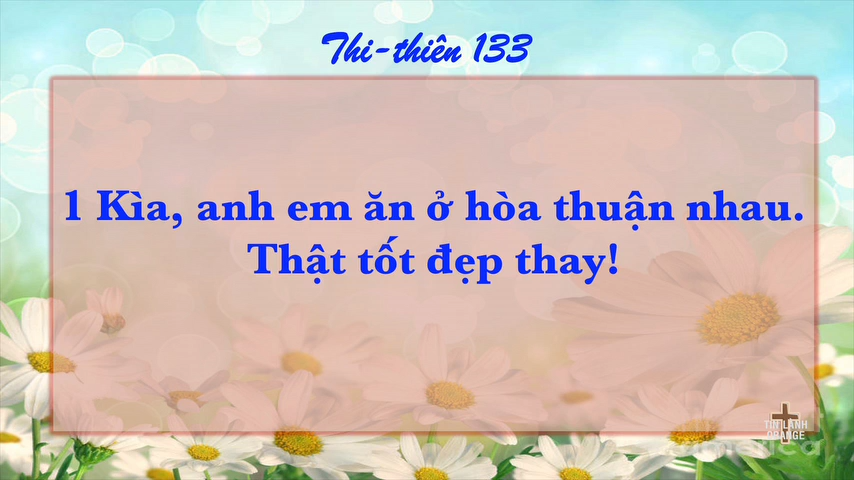 Thi-thiên 133
1 Kìa, anh em ăn ở hòa thuận nhau.
Thật tốt đẹp thay!
TIN LÀNH
ORANGE